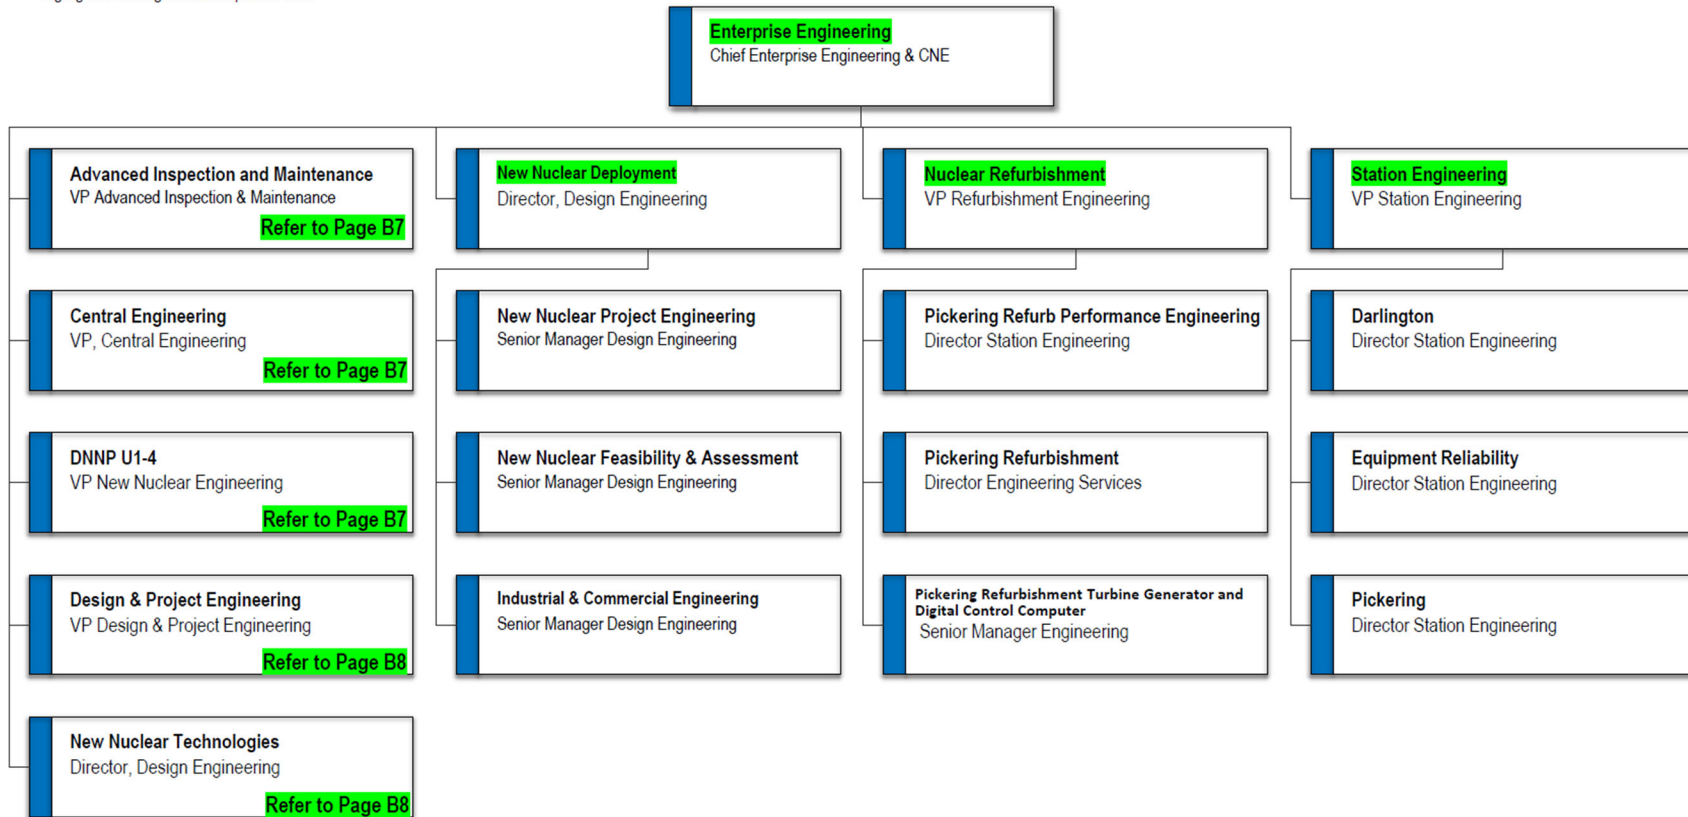 Enterprise Engineering
Chief Enterprise Engineering & CNE
Advanced Inspection and Maintenance
VP Advanced Inspection & Maintenance
Refer to Page B7
New Nuclear Deployment
Director, Design Engineering
Nuclear Refurbishment
VP Refurbishment Engineering
Station Engineering
VP Station Engineering
Central Engineering
VP, Central Engineering
Refer to Page B7
New Nuclear Project Engineering
Senior Manager Design Engineering
Pickering Refurb Performance Engineering
Director Station Engineering
Darlington
Director Station Engineering
DNNP U1-4
VP New Nuclear Engineering
Refer to Page B7
New Nuclear Feasibility & Assessment
Senior Manager Design Engineering
Pickering Refurbishment
Director Engineering Services
Equipment Reliability
Director Station Engineering
Design & Project Engineering
VP Design & Project Engineering
Refer to Page B8
Industrial & Commercial Engineering
Senior Manager Design Engineering
Pickering Refurbishment Turbine Generator and
Digital Control Computer
Senior Manager Engineering
Pickering
Director Station Engineering
New Nuclear Technologies
Director, Design Engineering
Refer to Page B8